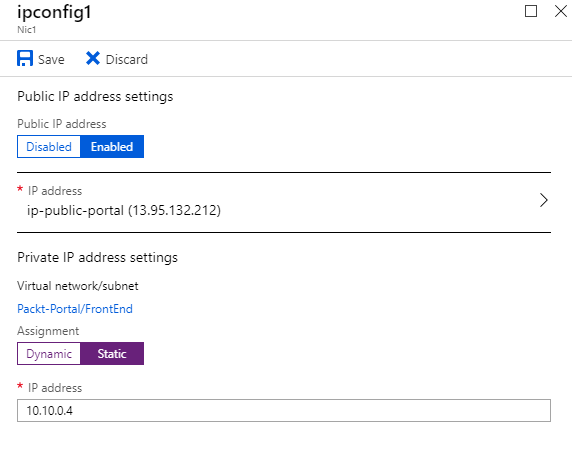 ipconfig1
Nic1
Save Discard
Public IP address settings
Public IP address
Disabled Enabled
* IP address
ip-public-portal (13.95.132.212)
Private IP address settings
Virtual network/subnet
Packt-Portal/FrontEnd
Assignment
Dynamic Static
* IP address
10.10.0.4